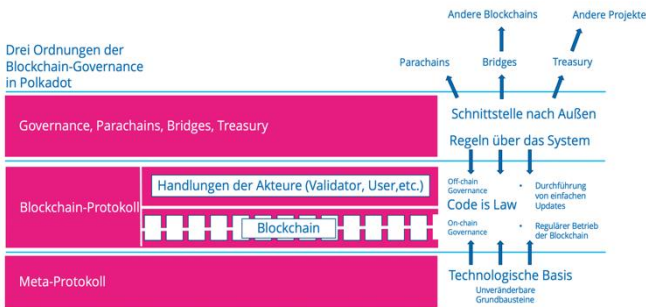 Drei Ordnungen der
Blockchain-Governance
in Polkadot
Andere Blockchains
Andere Projekte
Parachains
Bridges
Treasury
Governance, Parachains, Bridges, Treasury
Schnittstelle nach Außen
Regeln über das System
Blockchain-Protokoll
Handlungen der Akteure (Validator, User,etc.)
Blockchain
Off-chain
Governance
Code is Law
On-chain
Governance
• Durchführung
von einfachen
Updates
• Regulärer Betrieb
der Blockchain
Meta-Protokoll
Technologische Basis
Unveränderbare
Grundbausteine